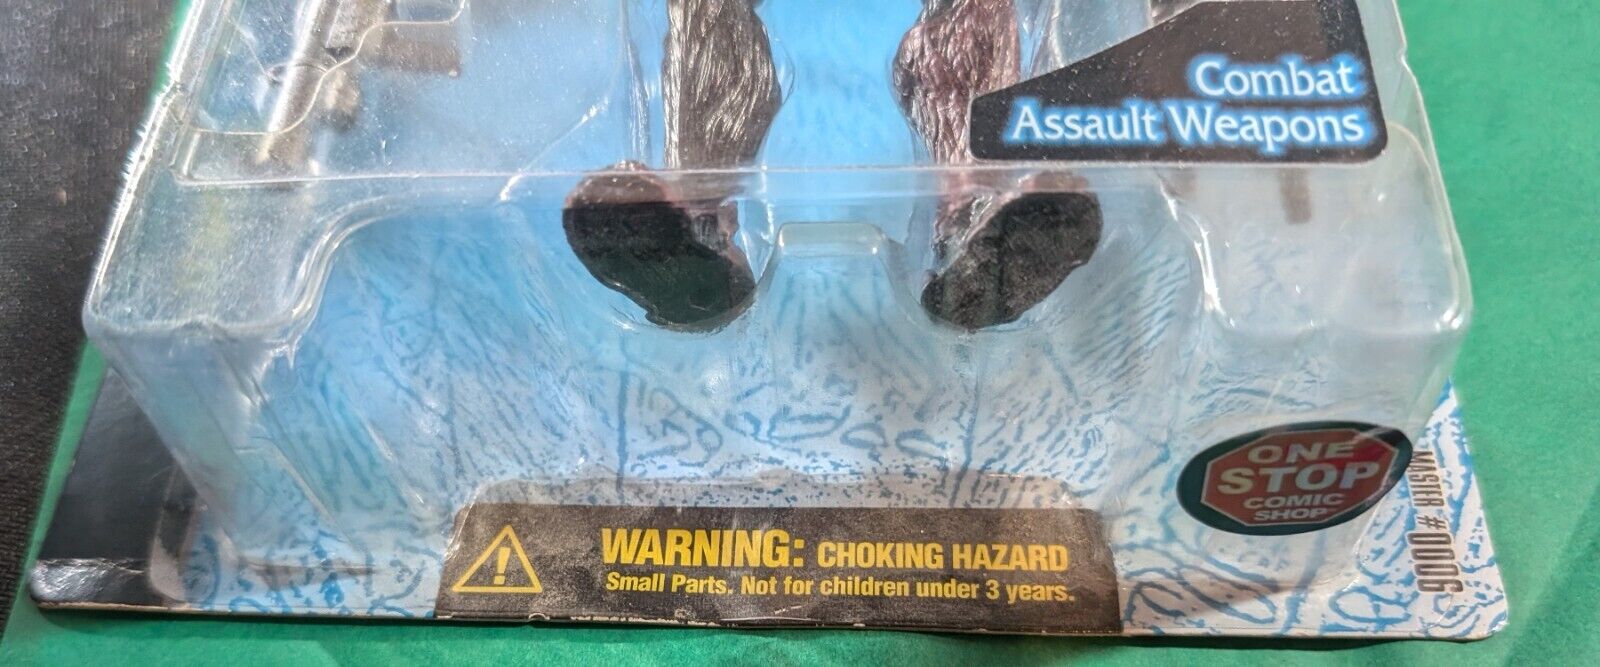 Combat
Assault Weapons
ONE
STOP
COMIC
SHOP
WARNING: CHOKING HAZARD
Small Parts. Not for children under 3 years.
MASTER #90006